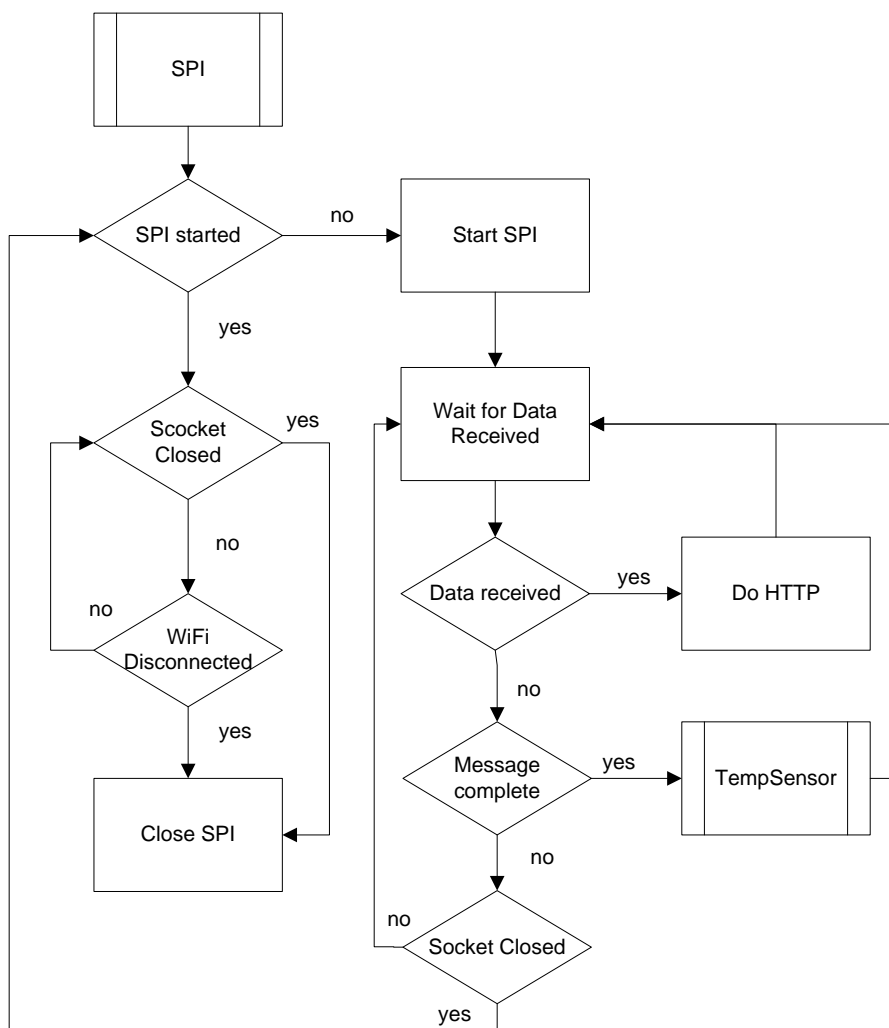 SPI
SPI started
no
Start SPI
yes
Scocket
Closed
yes
Wait for Data
Received
no
Data received
yes
Do HTTP
no
WiFi
Disconnected
no
yes
Message
complete
yes
TempSensor
Close SPI
no
no
Socket Closed
yes